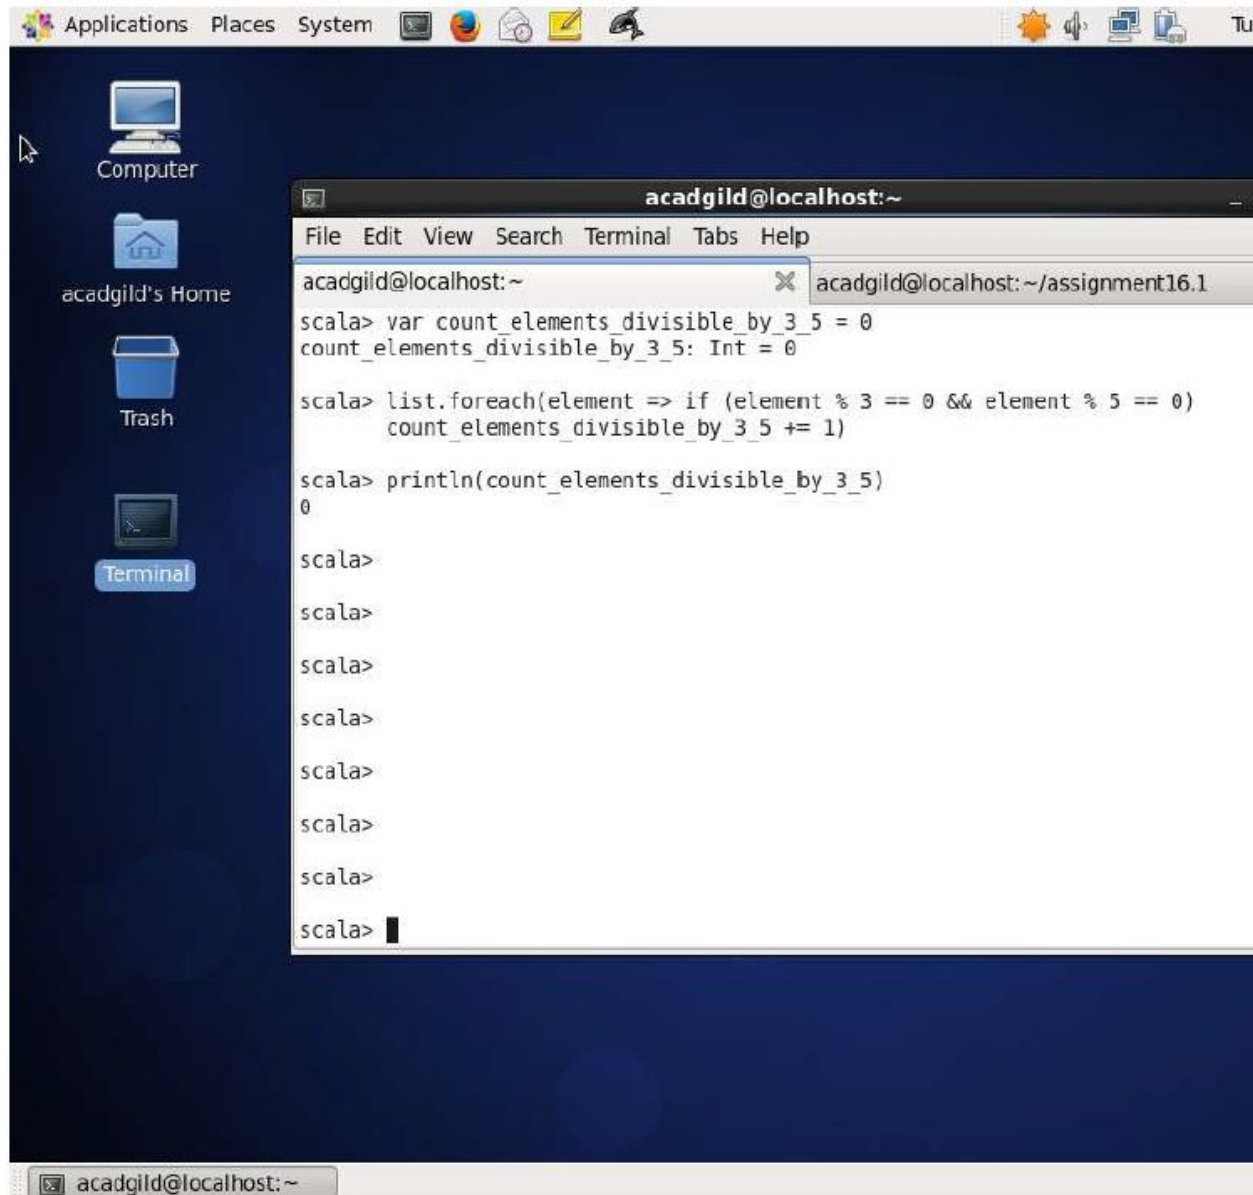 Applications Places System
Tu
Computer
acadgild's Home
Trash
Terminal
acadgild@localhost:~
File Edit View Search Terminal Tabs Help
acadgild@localhost:~
acadgild@localhost:~/assignment16.1
scala> var count_elements_divisible_by_3_5 = 0
count_elements_divisible_by_3_5: Int = 0
scala> list.foreach(element => if (element % 3 == 0 && element % 5 == 0)
count_elements_divisible_by_3_5 += 1)
scala> println(count_elements_divisible_by_3_5)
0
scala>
scala>
scala>
scala>
scala>
scala>
scala>
scala>
acadgild@localhost:~